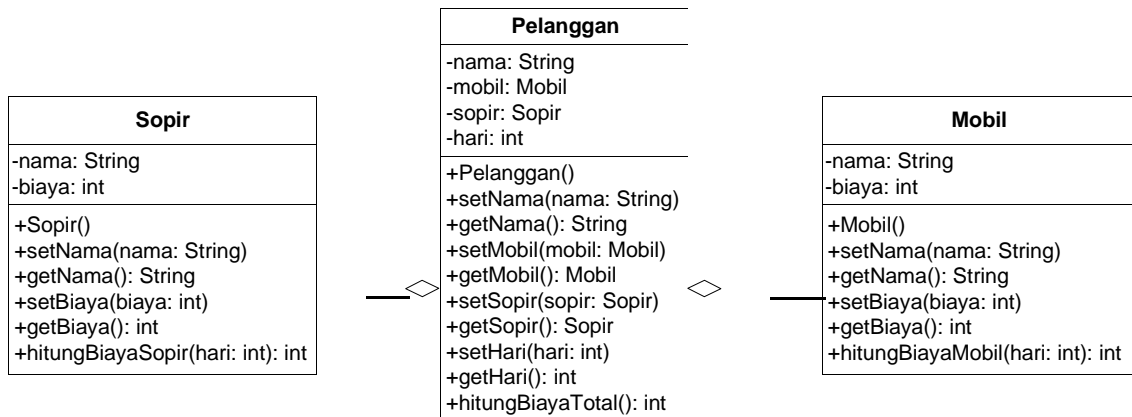 Sopir
-nama: String
-biaya: int
+Sopir()
+setNama(nama: String)
+getNama(): String
+setBiaya(biaya: int)
+getBiaya(): int
+hitungBiayaSopir(hari: int): int
Pelanggan
-nama: String
-mobil: Mobil
-sopir: Sopir
-hari: int
+Pelanggan()
+setNama(nama: String)
+getNama(): String
+setMobil(mobil: Mobil)
+getMobil(): Mobil
+setSopir(sopir: Sopir)
+getSopir(): Sopir
+setHari(hari: int)
+getHari(): int
+hitungBiayaTotal(): int
Mobil
-nama: String
-biaya: int
+Mobil()
+setNama(nama: String)
+getNama(): String
+setBiaya(biaya: int)
+getBiaya(): int
+hitungBiayaMobil(hari: int): int